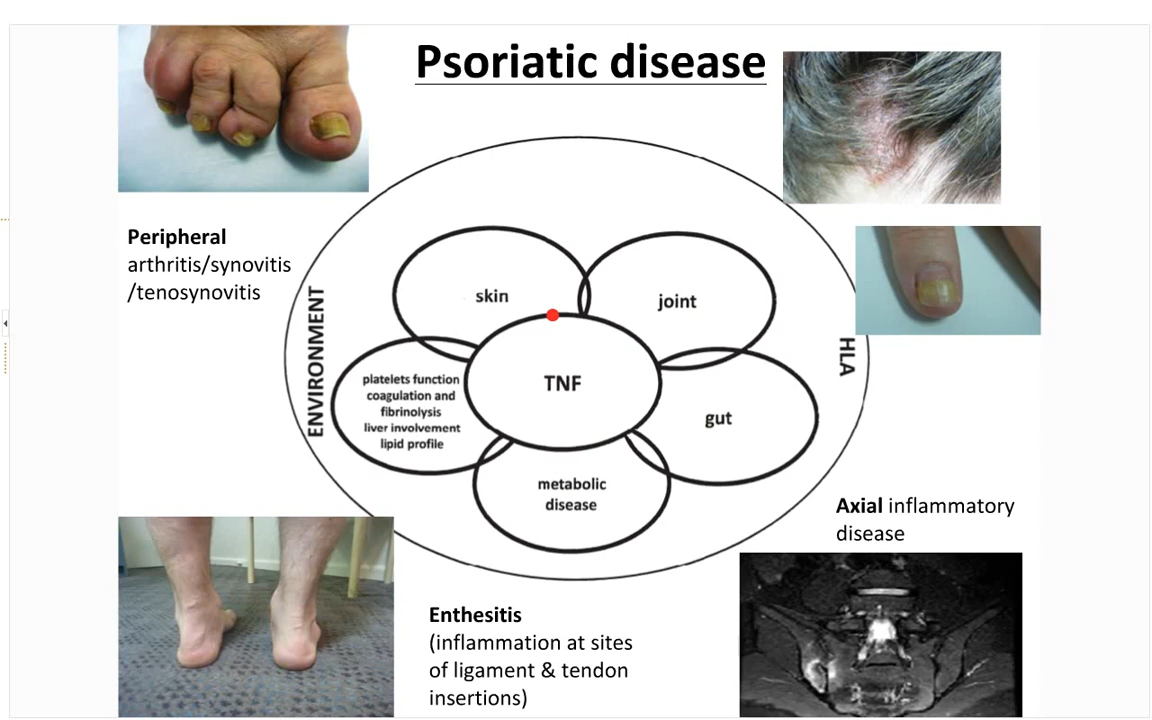 Psoriatic disease
Peripheral
arthritis/synovitis
/tenosynovitis
ENVIRONMENT
skin
joint
HLA
TNF
platelets function
coagulation and
fibrinolysis
liver involvement
lipid profile
gut
metabolic
disease
Axial inflammatory
disease
Enthesitis
(inflammation at sites
of ligament & tendon
insertions)